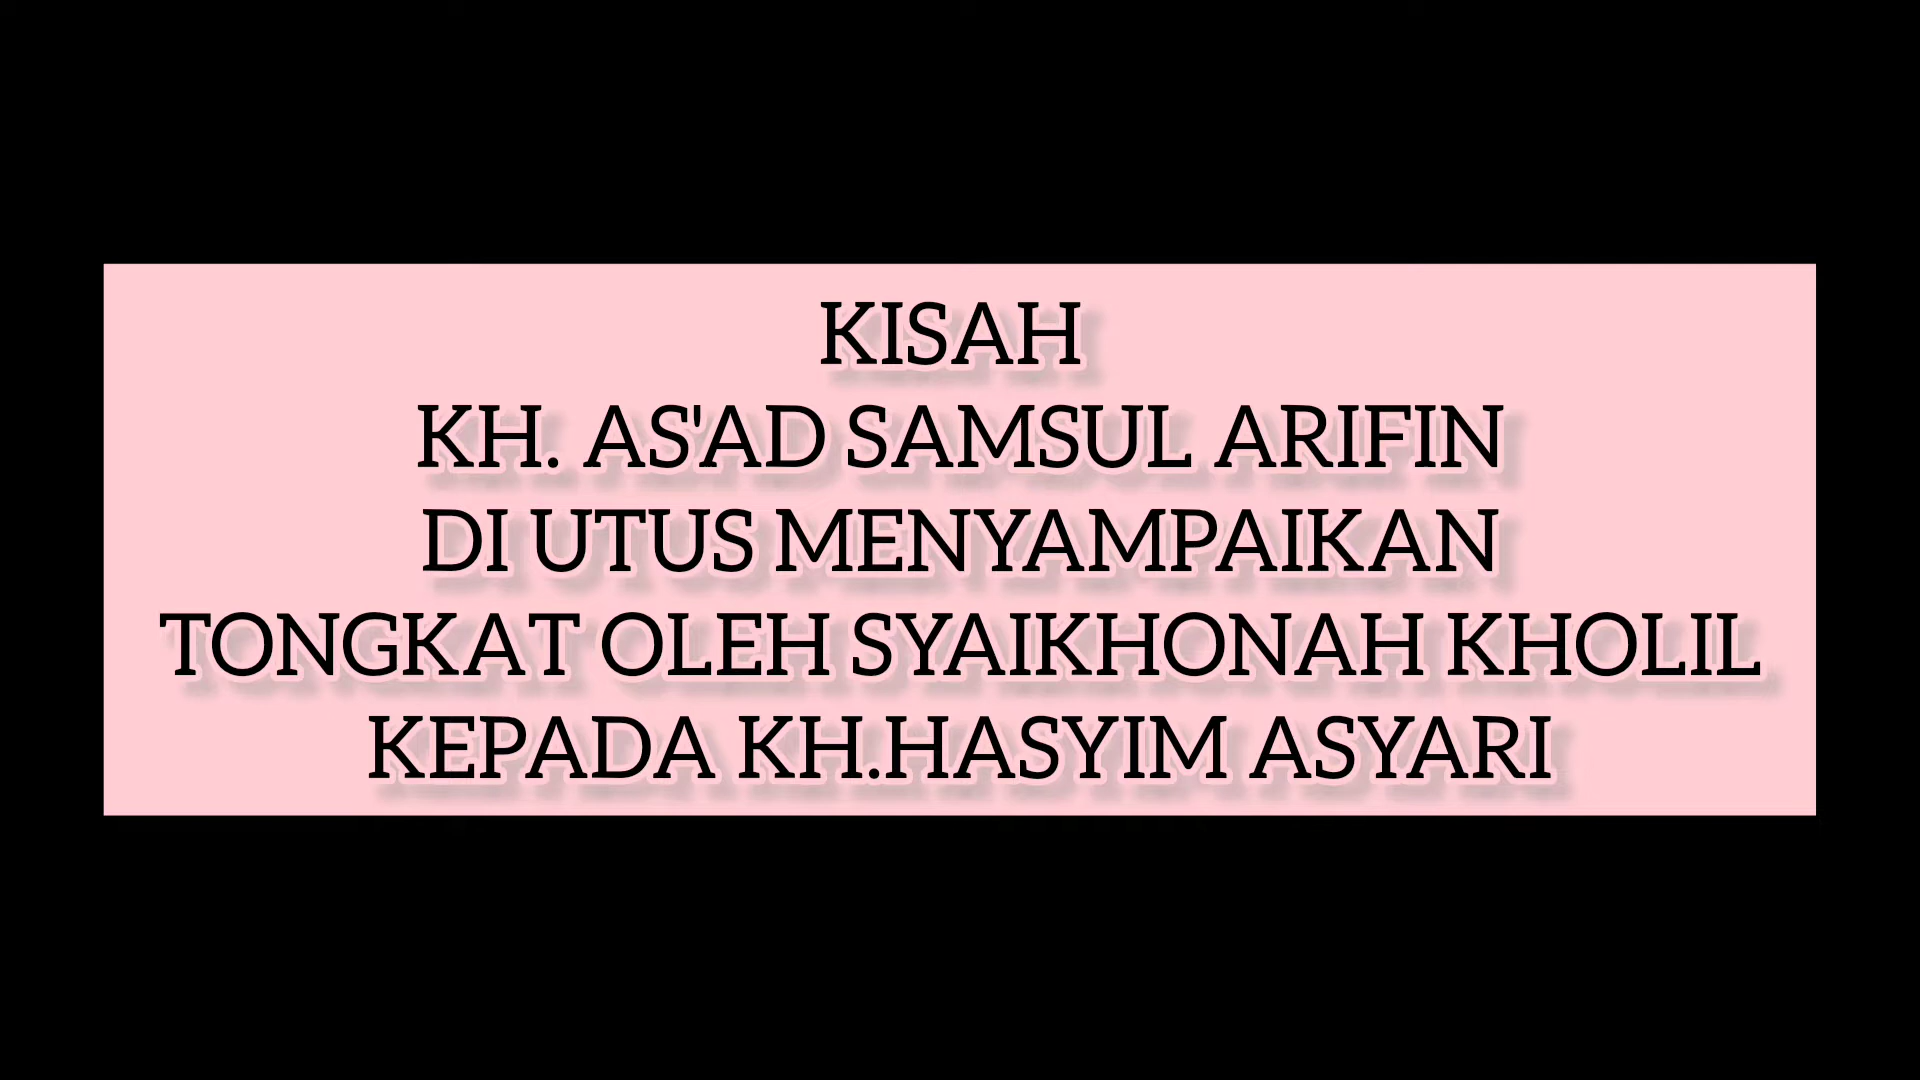 KISAH
KH. AS'AD SAMSUL ARIFIN
DI UTUS MENYAMPAIKAN
TONGKAT OLEH SYAIKHONAH KHOLIL
KEPADA KH.HASYIM ASYARI